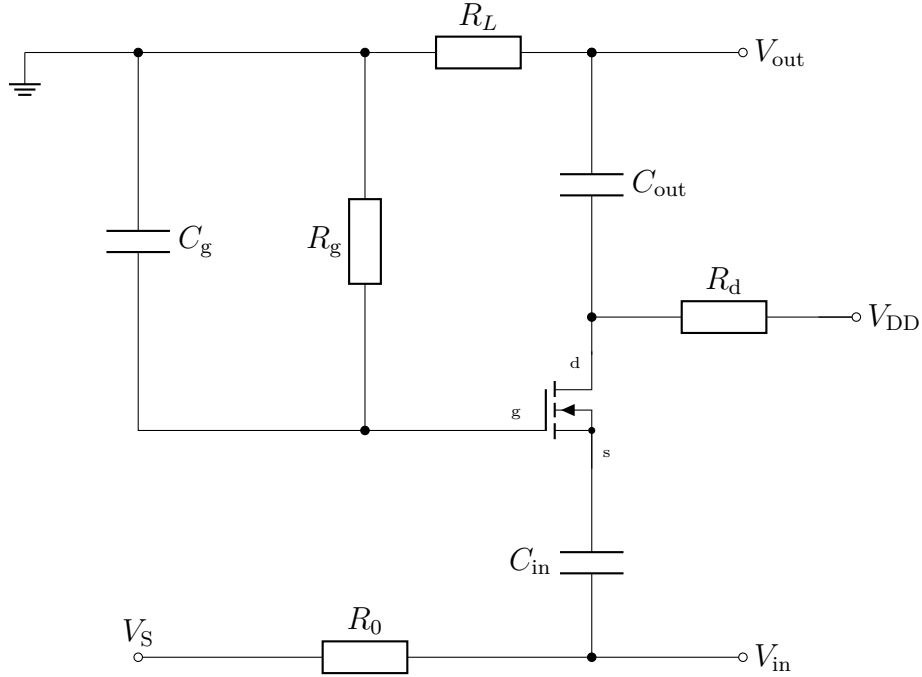 R_L
V_out
C_out
C_g
R_g
R_d
V_DD
d
g
s
C_in
V_S
R_0
V_in